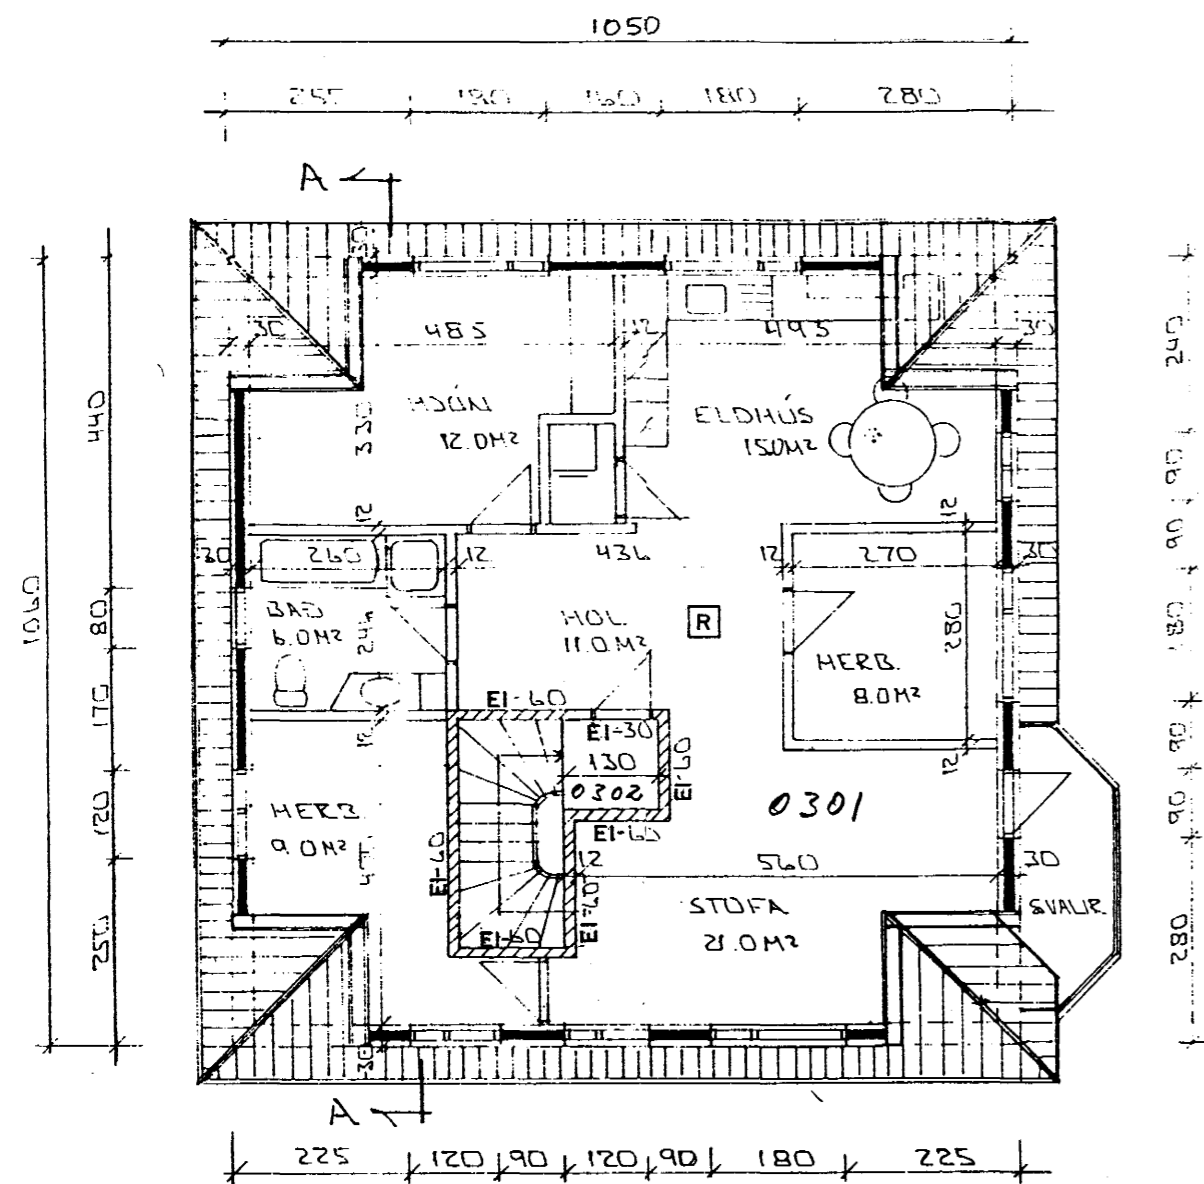 1050
180 160 180 280
A
30
30 485 12 495 30
HJÓN
12.0M²
ELDHÚS
15.0M²
330
440
240
12 12
30 260 12 436 12 270 30
BAD
6.0M²
HOL
11.0M²
R
HERB.
8.0M²
280
1060
80
90
90
180
EI-60
EI-30
130
0302
EI-60
EI-60
12
12
170
90
90
HERB.
9.0M²
0301
120
EI-60
12 560 30
STOFA
21.0M²
SVALIR
EI-60
EI-60
250
280
30
A
225 120 90 120 90 180 225